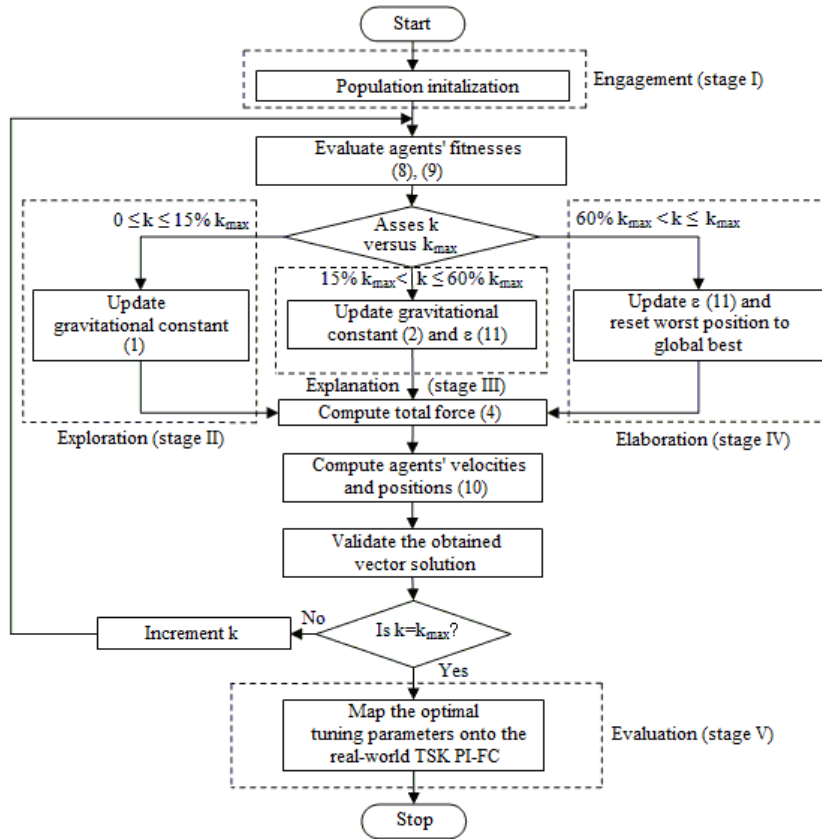 Start
Engagement (stage I)
Population initalization
Evaluate agents' fitnesses
(8), (9)
0 ≤ k ≤ 15% kmax
Asses k
versus kmax
60% kmax < k ≤ kmax
15% kmax < k ≤ 60% kmax
Update
gravitational constant
(1)
Update gravitational
constant (2) and ε (11)
Update ε (11) and
reset worst position to
global best
Explanation (stage III)
Exploration (stage II)
Compute total force (4)
Elaboration (stage IV)
Compute agents' velocities
and positions (10)
Validate the obtained
vector solution
No
Increment k
Is k=kmax?
Yes
Map the optimal
tuning parameters onto the
real-world TSK PI-FC
Evaluation (stage V)
Stop